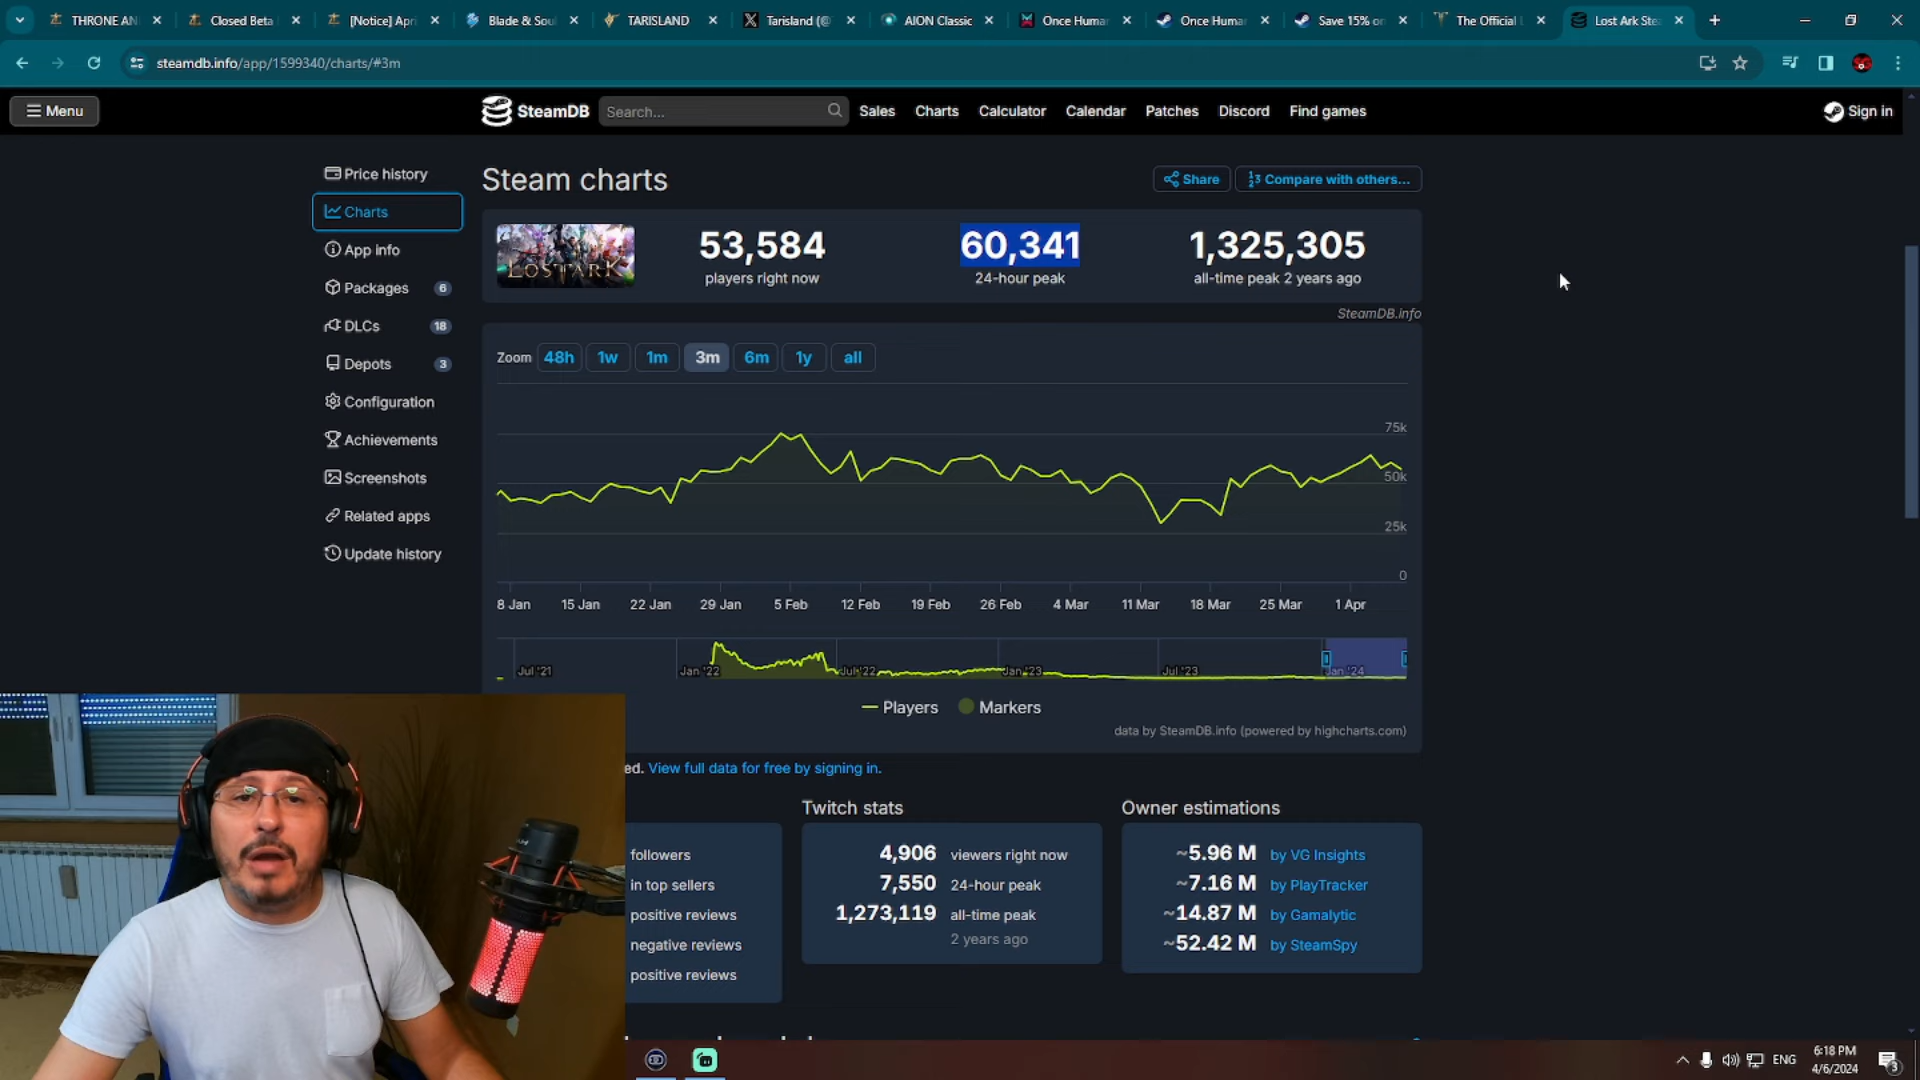 THRONE AN
Closed Beta
[Notice] Apri
Blade & Sou
TARISLAND
Tarisland (@
AION Classic
Once Huma
Once Huma
Save 15% o
The Official
Lost Ark Ste
steamdb.info/app/1599340/charts/#3m
Menu
SteamDB
Search...
Sales
Charts
Calculator
Calendar
Patches
Discord
Find games
Sign in
Price history
Charts
App info
Packages 6
DLCs 18
Depots 3
Configuration
Achievements
Screenshots
Related apps
Update history
Steam charts
Share
Compare with others...
LOST ARK
53,584
players right now
60,341
24-hour peak
1,325,305
all-time peak 2 years ago
SteamDB.info
Zoom 48h 1w 1m 3m 6m 1y all
75k
50k
25k
0
8 Jan 15 Jan 22 Jan 29 Jan 5 Feb 12 Feb 19 Feb 26 Feb 4 Mar 11 Mar 18 Mar 25 Mar 1 Apr
Jul '21 Jan '22 Jul '22 Jan '23 Jul '23 Jan '24
Players Markers
data by SteamDB.info (powered by highcharts.com)
ed. View full data for free by signing in.
followers
in top sellers
positive reviews
negative reviews
positive reviews
Twitch stats
4,906 viewers right now
7,550 24-hour peak
1,273,119 all-time peak
2 years ago
Owner estimations
~5.96 M by VG Insights
~7.16 M by PlayTracker
~14.87 M by Gamalytic
~52.42 M by SteamSpy
ENG
6:18 PM
4/6/2024
3